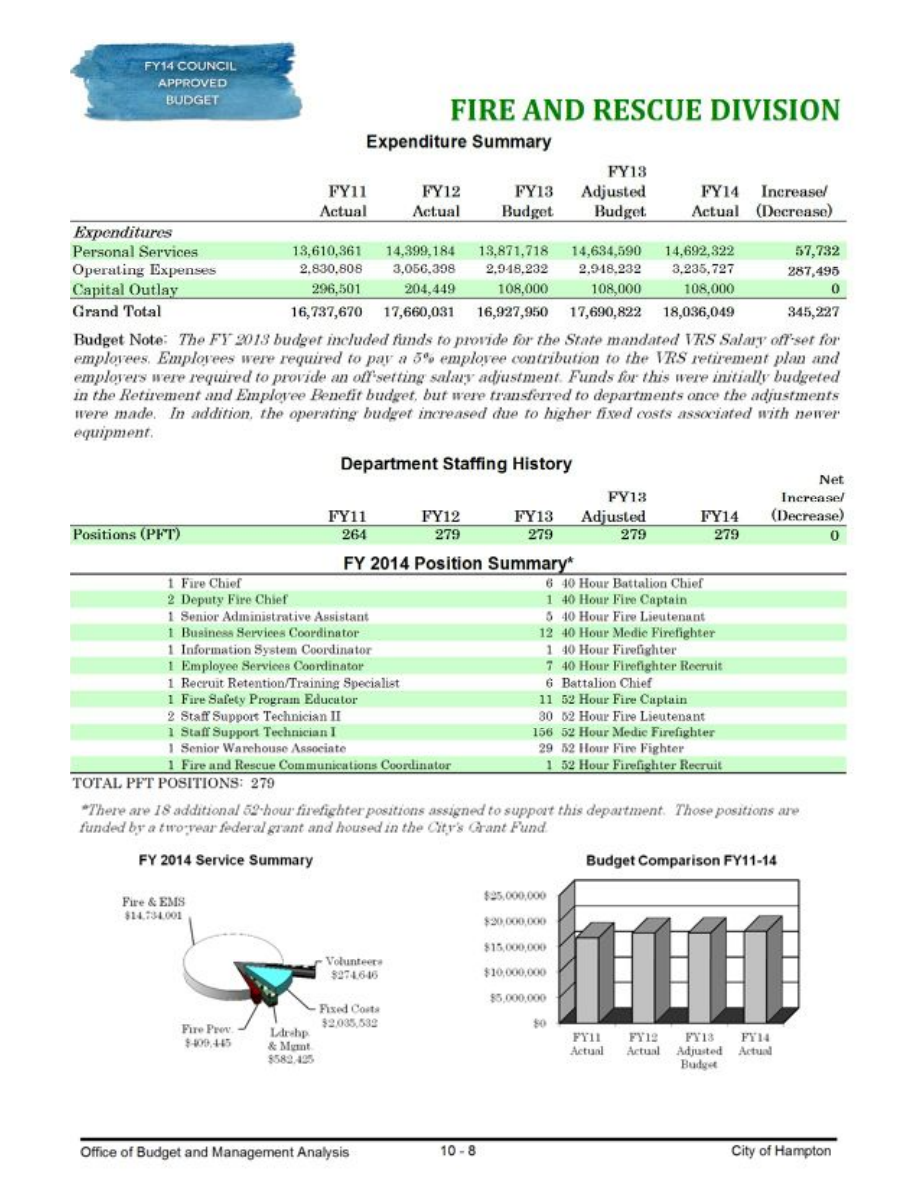 FY14 COUNCIL
APPROVED
BUDGET
FIRE AND RESCUE DIVISION
Expenditure Summary
FY13
FY11 FY12 FY13 Adjusted FY14 Increase/
Actual Actual Budget Budget Actual (Decrease)
Expenditures
Personal Services 13,610,361 14,399,184 13,871,718 14,634,590 14,692,322 57,732
Operating Expenses 2,830,808 3,056,398 2,948,232 2,948,232 3,235,727 287,495
Capital Outlay 296,501 204,449 108,000 108,000 108,000 0
Grand Total 16,737,670 17,660,031 16,927,950 17,690,822 18,036,049 345,227
Budget Note: The FY 2013 budget included funds to provide for the State mandated VRS Salary off-set for
employees. Employees were required to pay a 5% employee contribution to the VRS retirement plan and
employers were required to provide an off-setting salary adjustment. Funds for this were initially budgeted
in the Retirement and Employee Benefit budget, but were transferred to departments once the adjustments
were made. In addition, the operating budget increased due to higher fixed costs associated with newer
equipment.
Department Staffing History
Net
FY13 Increase/
FY11 FY12 FY13 Adjusted FY14 (Decrease)
Positions (PFT) 264 279 279 279 279 0
FY 2014 Position Summary*
1 Fire Chief 6 40 Hour Battalion Chief
2 Deputy Fire Chief 1 40 Hour Fire Captain
1 Senior Administrative Assistant 5 40 Hour Fire Lieutenant
1 Business Services Coordinator 12 40 Hour Medic Firefighter
1 Information System Coordinator 1 40 Hour Firefighter
1 Employee Services Coordinator 7 40 Hour Firefighter Recruit
1 Recruit Retention/Training Specialist 6 Battalion Chief
1 Fire Safety Program Educator 11 52 Hour Fire Captain
2 Staff Support Technician II 30 52 Hour Fire Lieutenant
1 Staff Support Technician I 156 52 Hour Medic Firefighter
1 Senior Warehouse Associate 29 52 Hour Fire Fighter
1 Fire and Rescue Communications Coordinator 1 52 Hour Firefighter Recruit
TOTAL PFT POSITIONS: 279
*There are 18 additional 52-hour firefighter positions assigned to support this department. Those positions are
funded by a two-year federal grant and housed in the City's Grant Fund.
FY 2014 Service Summary
Fire & EMS
$14,734,001
Volunteers
$274,646
Fixed Costs
$2,035,532
Fire Prev.
$409,445
Ldrshp.
& Mgmt.
$582,425
Budget Comparison FY11-14
$25,000,000
$20,000,000
$15,000,000
$10,000,000
$5,000,000
$0
FY11 FY12 FY13 FY14
Actual Actual Adjusted Actual
Budget
Office of Budget and Management Analysis 10 - 8 City of Hampton